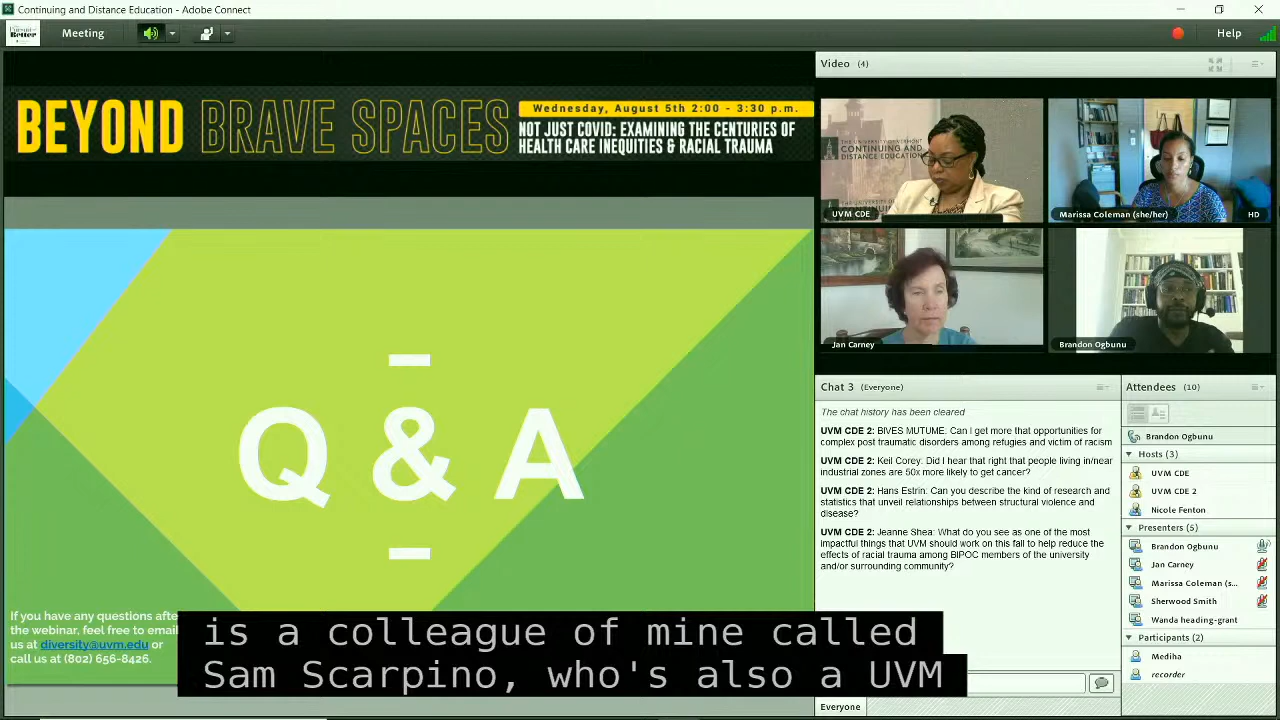 Continuing and Distance Education - Adobe Connect
Meeting
Help
BEYOND BRAVE SPACES
Wednesday, August 5th 2:00 - 3:30 p.m.
NOT JUST COVID: EXAMINING THE CENTURIES OF
HEALTH CARE INEQUITIES & RACIAL TRAUMA
Q & A
If you have any questions afte
the webinar, feel free to email
us at diversity@uvm.edu or
call us at (802) 656-8426.
is a colleague of mine called
Sam Scarpino, who's also a UVM
Video (4)
THE UNIVERSITY OF VERMONT
CONTINUING AND
DISTANCE EDUCATION
UVM CDE
Marissa Coleman (she/her)
HD
Jan Carney
Brandon Ogbunu
Chat 3 (Everyone)
The chat history has been cleared
UVM CDE 2: BIVES MUTUME. Can I get more that opportunities for
complex post traumatic disorders among refugies and victim of racism
UVM CDE 2: Keil Corey: Did I hear that right that people living in/near
industrial zones are 50x more likely to get cancer?
UVM CDE 2: Hans Estrin: Can you describe the kind of research and
statistics that unveil relationships between structural violence and
disease?
UVM CDE 2: Jeanne Shea: What do you see as one of the most
impactful things that UVM should work on this fall to help reduce the
effects of racial trauma among BIPOC members of the university
and/or surrounding community?
Everyone
Attendees (10)
Brandon Ogbunu
Hosts (3)
UVM CDE
UVM CDE 2
Nicole Fenton
Presenters (5)
Brandon Ogbunu
Jan Carney
Marissa Coleman (s...
Sherwood Smith
Wanda heading-grant
Participants (2)
Mediha
recorder